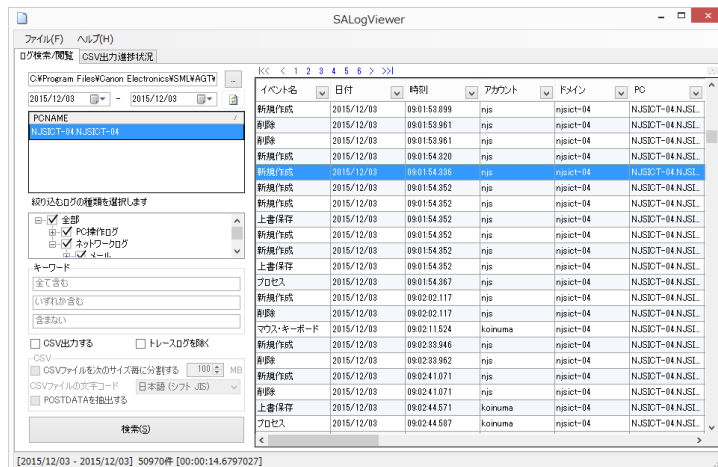 SALogViewer
ファイル(F) ヘルプ(H)
ログ検索/閲覧 CSV出力進捗状況
C:¥Program Files¥Canon Electronics¥SML¥AGT¥ ...
2015/12/03 - 2015/12/03
PCNAME
NJSICT-04.NJSICT-04
絞り込むログの種類を選択します
全部
PC操作ログ
ネットワークログ
メール
キーワード
全て含む
いずれか含む
含まない
CSV出力する トレースログを除く
CSV
CSVファイルを次のサイズ毎に分割する 100 MB
CSVファイルの文字コード 日本語 (シフト JIS)
POSTDATAを抽出する
検索(S)
|<< < 1 2 3 4 5 6 > >>|
イベント名 日付 時刻 アカウント ドメイン PC
新規作成 2015/12/03 09:01:53.899 njs njsict-04 NJSICT-04.NJSI...
削除 2015/12/03 09:01:53.961 njs njsict-04 NJSICT-04.NJSI...
削除 2015/12/03 09:01:53.961 njs njsict-04 NJSICT-04.NJSI...
新規作成 2015/12/03 09:01:54.320 njs njsict-04 NJSICT-04.NJSI...
新規作成 2015/12/03 09:01:54.336 njs njsict-04 NJSICT-04.NJSI...
新規作成 2015/12/03 09:01:54.352 njs njsict-04 NJSICT-04.NJSI...
新規作成 2015/12/03 09:01:54.352 njs njsict-04 NJSICT-04.NJSI...
上書保存 2015/12/03 09:01:54.352 njs njsict-04 NJSICT-04.NJSI...
新規作成 2015/12/03 09:01:54.352 njs njsict-04 NJSICT-04.NJSI...
新規作成 2015/12/03 09:01:54.352 njs njsict-04 NJSICT-04.NJSI...
上書保存 2015/12/03 09:01:54.352 njs njsict-04 NJSICT-04.NJSI...
プロセス 2015/12/03 09:01:54.367 njs njsict-04 NJSICT-04.NJSI...
新規作成 2015/12/03 09:02:02.117 njs njsict-04 NJSICT-04.NJSI...
削除 2015/12/03 09:02:02.117 njs njsict-04 NJSICT-04.NJSI...
マウス・キーボード 2015/12/03 09:02:11.524 koinuma njsict-04 NJSICT-04.NJSI...
新規作成 2015/12/03 09:02:33.946 njs njsict-04 NJSICT-04.NJSI...
削除 2015/12/03 09:02:33.962 njs njsict-04 NJSICT-04.NJSI...
新規作成 2015/12/03 09:02:41.071 njs njsict-04 NJSICT-04.NJSI...
削除 2015/12/03 09:02:41.071 njs njsict-04 NJSICT-04.NJSI...
上書保存 2015/12/03 09:02:44.571 koinuma njsict-04 NJSICT-04.NJSI...
プロセス 2015/12/03 09:02:44.587 koinuma njsict-04 NJSICT-04.NJSI...
[2015/12/03 - 2015/12/03] 50970件 [00:00:14.6797027]